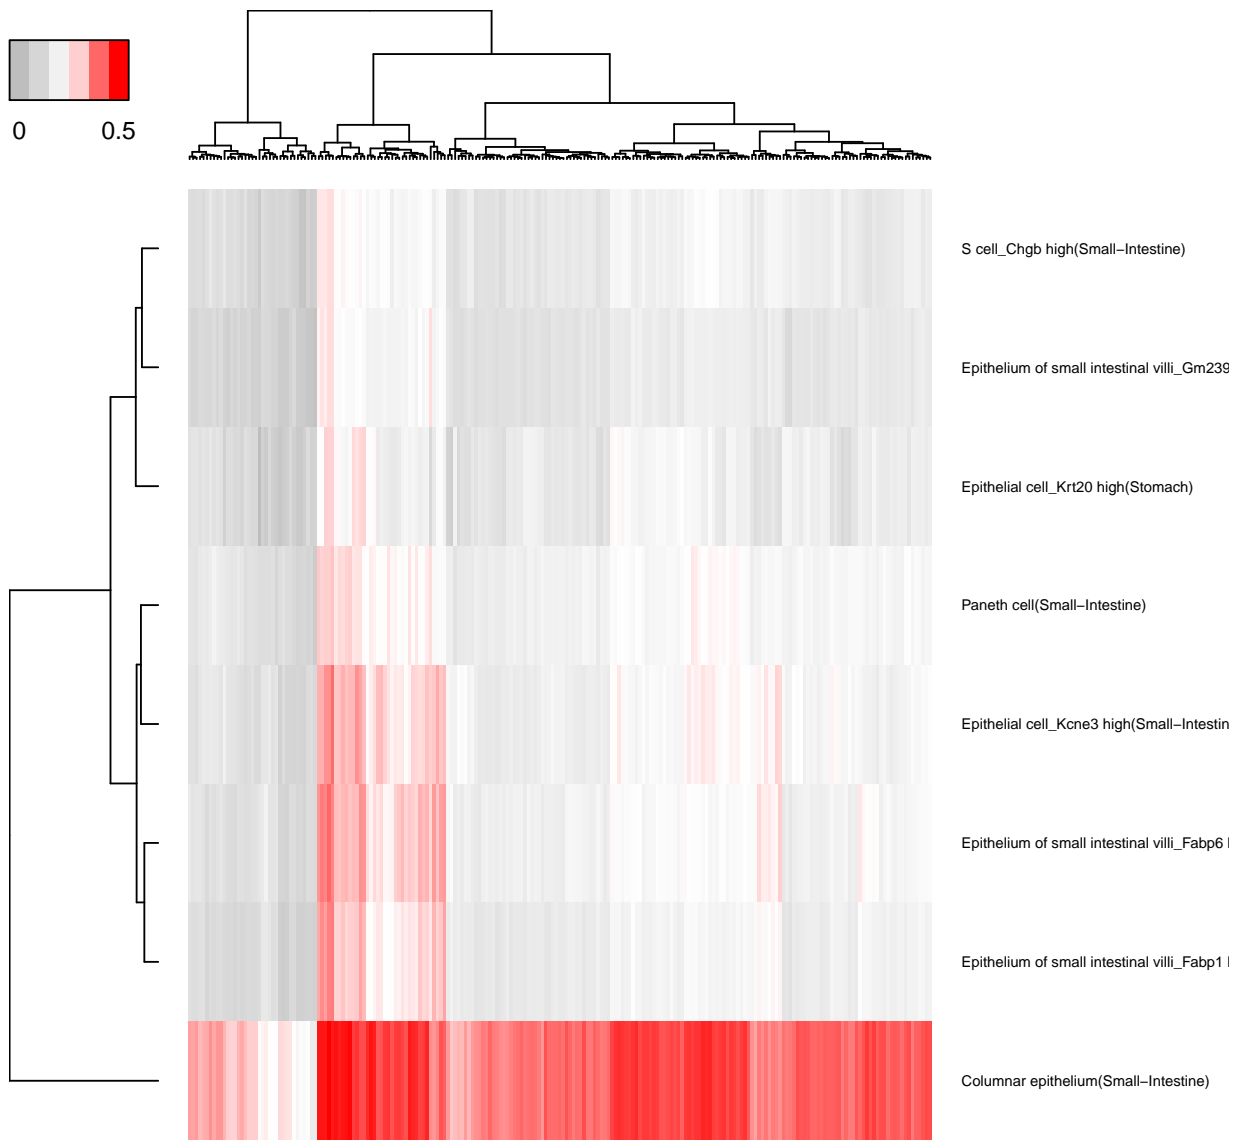 0 0.5
S cell_Chgb high(Small−Intestine)
Epithelium of small intestinal villi_Gm239
Epithelial cell_Krt20 high(Stomach)
Paneth cell(Small−Intestine)
Epithelial cell_Kcne3 high(Small−Intestin
Epithelium of small intestinal villi_Fabp6
Epithelium of small intestinal villi_Fabp1
Columnar epithelium(Small−Intestine)